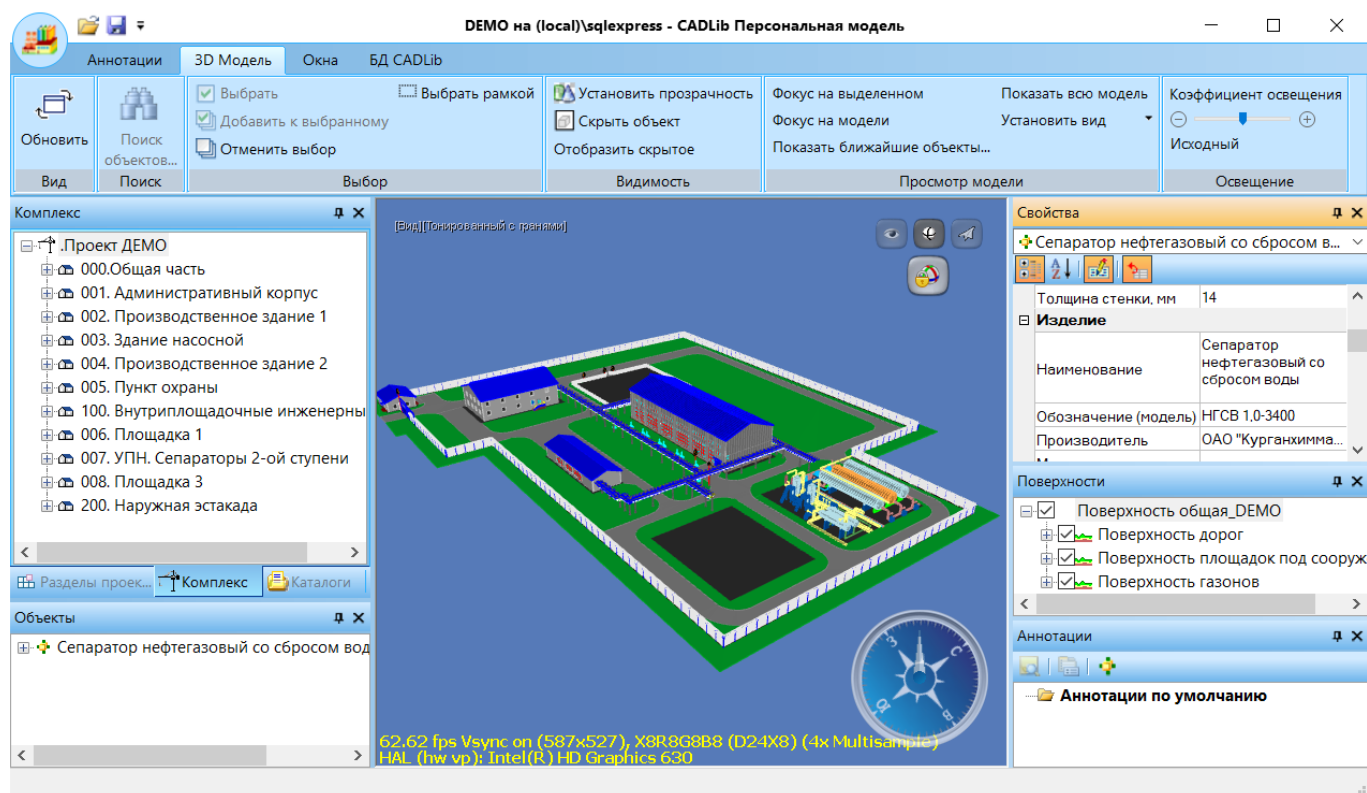 DEMO на (local)\sqlexpress - CADLib Персональная модель
Аннотации 3D Модель Окна БД CADLib
Обновить
Вид
Поиск объектов...
Поиск
Выбрать
Добавить к выбранному
Отменить выбор
Выбрать рамкой
Выбор
Установить прозрачность
Скрыть объект
Отобразить скрытое
Видимость
Фокус на выделенном
Фокус на модели
Показать ближайшие объекты...
Показать всю модель
Установить вид
Просмотр модели
Коэффициент освещения
Исходный
Освещение
Комплекс
.Проект ДЕМО
000.Общая часть
001. Административный корпус
002. Производственное здание 1
003. Здание насосной
004. Производственное здание 2
005. Пункт охраны
100. Внутриплощадочные инженерны
006. Площадка 1
007. УПН. Сепараторы 2-ой ступени
008. Площадка 3
200. Наружная эстакада
Разделы проек... Комплекс Каталоги
Объекты
Сепаратор нефтегазовый со сбросом вод
[Вид][Тонированный с гранями]
З
С
Ю
В
62.62 fps Vsync on (587x527), X8R8G8B8 (D24X8) (4x Multisample)
HAL (hw vp): Intel(R) HD Graphics 630
Свойства
Сепаратор нефтегазовый со сбросом в...
Толщина стенки, мм 14
Изделие
Наименование Сепаратор нефтегазовый со сбросом воды
Обозначение (модель) НГСВ 1,0-3400
Производитель ОАО "Курганхимма...
Поверхности
Поверхность общая_DEMO
Поверхность дорог
Поверхность площадок под сооруж
Поверхность газонов
Аннотации
Аннотации по умолчанию